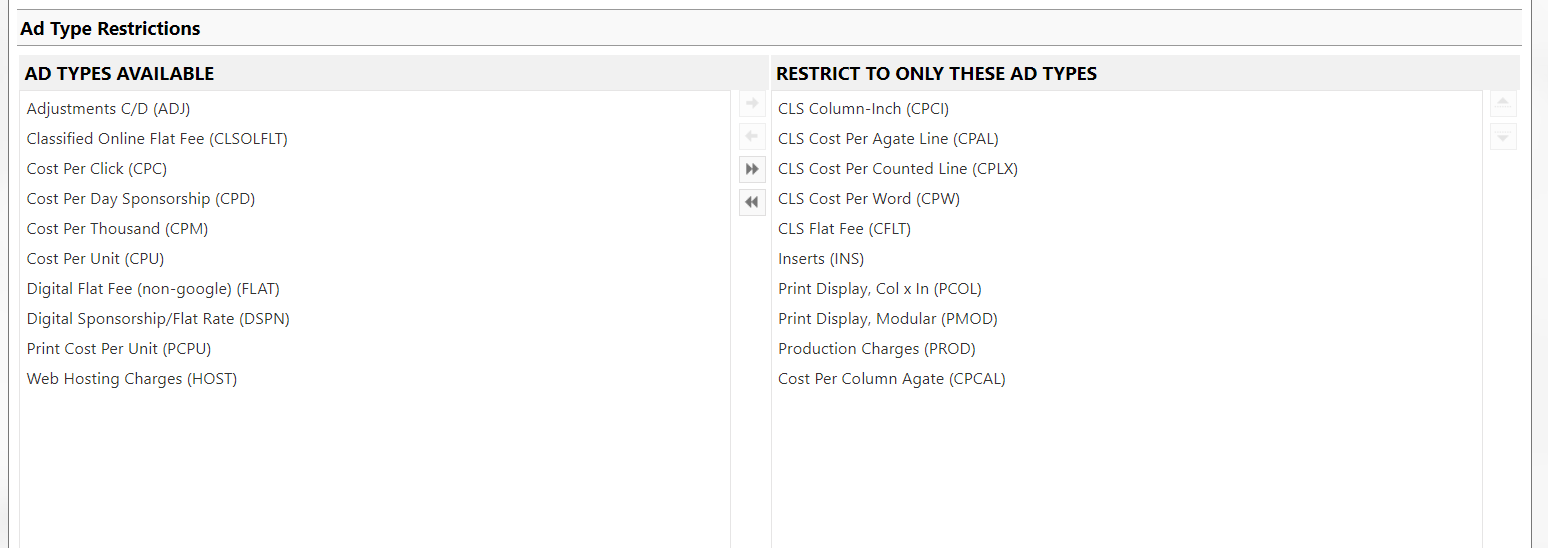 Ad Type Restrictions
AD TYPES AVAILABLE
Adjustments C/D (ADJ)
Classified Online Flat Fee (CLSOLFLT)
Cost Per Click (CPC)
Cost Per Day Sponsorship (CPD)
Cost Per Thousand (CPM)
Cost Per Unit (CPU)
Digital Flat Fee (non-google) (FLAT)
Digital Sponsorship/Flat Rate (DSPN)
Print Cost Per Unit (PCPU)
Web Hosting Charges (HOST)
RESTRICT TO ONLY THESE AD TYPES
CLS Column-Inch (CPCI)
CLS Cost Per Agate Line (CPAL)
CLS Cost Per Counted Line (CPLX)
CLS Cost Per Word (CPW)
CLS Flat Fee (CFLT)
Inserts (INS)
Print Display, Col x In (PCOL)
Print Display, Modular (PMOD)
Production Charges (PROD)
Cost Per Column Agate (CPCAL)